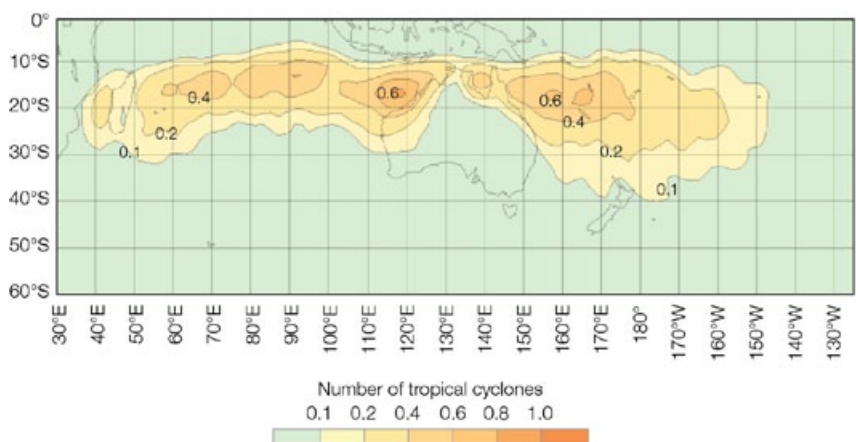 0°
10°S
20°S
30°S
40°S
50°S
60°S
0.1
0.2
0.4
0.6
0.6
0.4
0.2
0.1
30°E
40°E
50°E
60°E
70°E
80°E
90°E
100°E
110°E
120°E
130°E
140°E
150°E
160°E
170°E
180°
170°W
160°W
150°W
140°W
130°W
Number of tropical cyclones
0.1 0.2 0.4 0.6 0.8 1.0